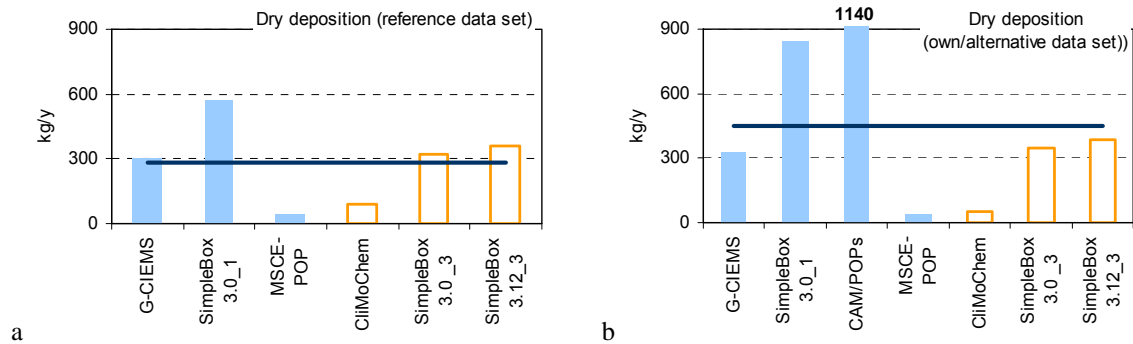 Dry deposition (reference data set)
900
600
300
0
kg/y
G-CIEMS
SimpleBox
3.0_1
MSCE-
POP
CliMoChem
SimpleBox
3.0_3
SimpleBox
3.12_3
a
1140
Dry deposition
(own/alternative data set))
900
600
300
0
kg/y
G-CIEMS
SimpleBox
3.0_1
CAM/POPs
MSCE-
POP
CliMoChem
SimpleBox
3.0_3
SimpleBox
3.12_3
b